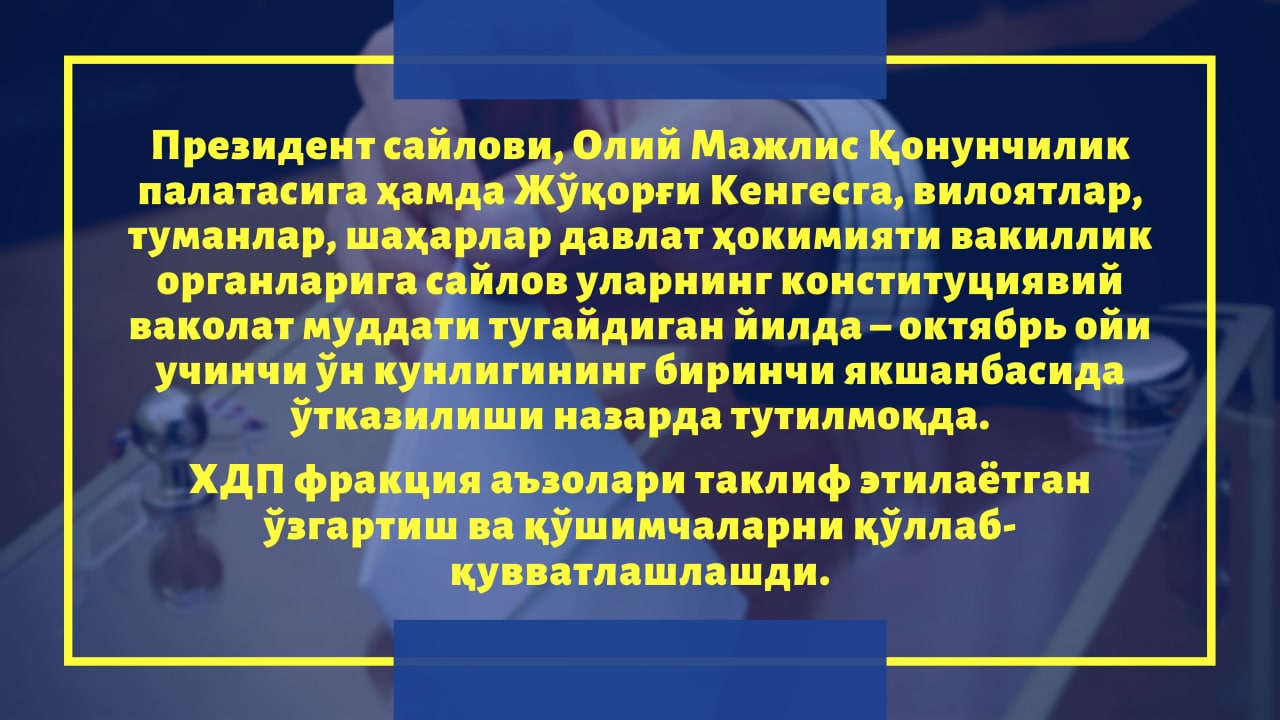 Президент сайлови, Олий Мажлис Қонунчилик
палатасига ҳамда Жўқорғи Кенгесга, вилоятлар,
туманлар, шаҳарлар давлат ҳокимияти вакиллик
органларига сайлов уларнинг конституциявий
ваколат муддати тугайдиган йилда – октябрь ойи
учинчи ўн кунлигининг биринчи якшанбасида
ўтказилиши назарда тутилмоқда.
ХДП фракция аъзолари таклиф этилаётган
ўзгартиш ва қўшимчаларни қўллаб-
қувватлашлашди.